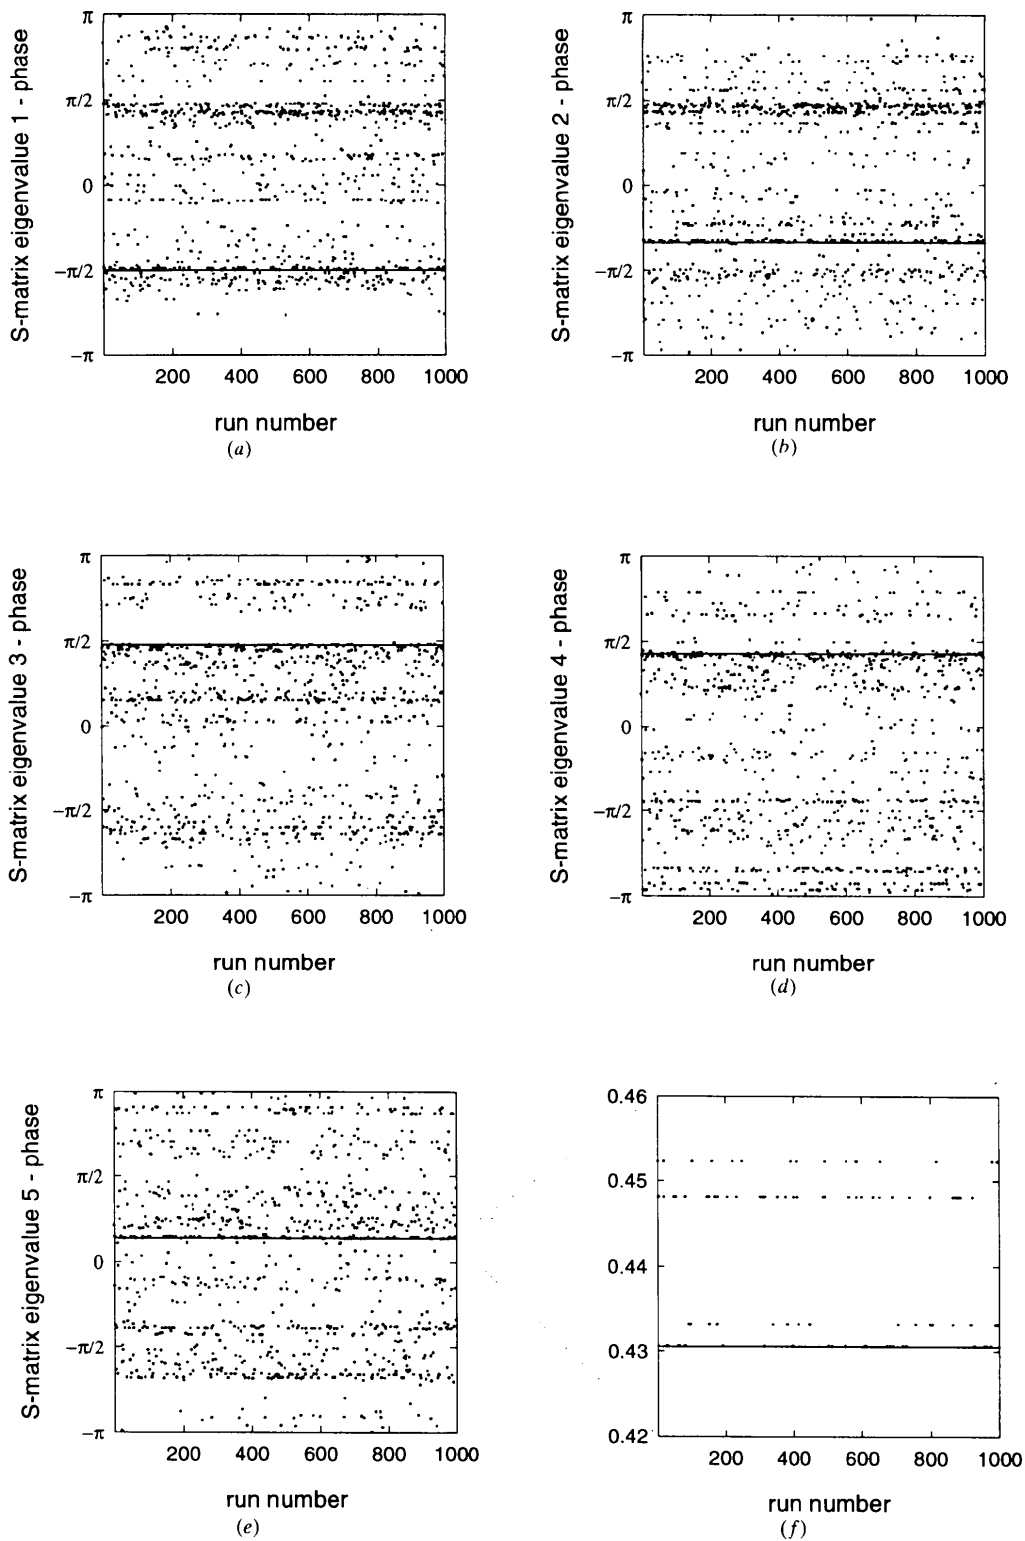 S-matrix eigenvalue 1 - phase
π
π/2
0
−π/2
−π
200 400 600 800 1000
run number
(a)
S-matrix eigenvalue 2 - phase
π
π/2
0
−π/2
−π
200 400 600 800 1000
run number
(b)
S-matrix eigenvalue 3 - phase
π
π/2
0
−π/2
−π
200 400 600 800 1000
run number
(c)
S-matrix eigenvalue 4 - phase
π
π/2
0
−π/2
−π
200 400 600 800 1000
run number
(d)
S-matrix eigenvalue 5 - phase
π
π/2
0
−π/2
−π
200 400 600 800 1000
run number
(e)
0.46
0.45
0.44
0.43
0.42
200 400 600 800 1000
run number
(f)